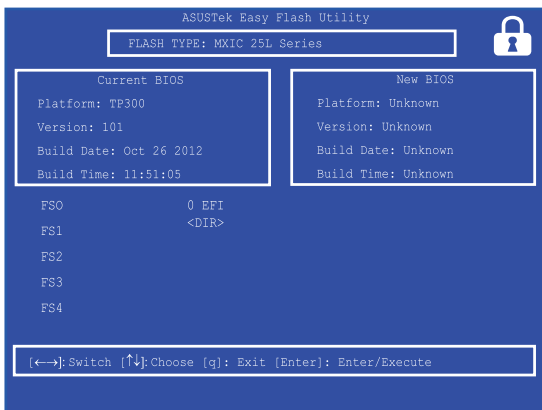 ASUSTek Easy Flash Utility
FLASH TYPE: MXIC 25L Series
Current BIOS
Platform: TP300
Version: 101
Build Date: Oct 26 2012
Build Time: 11:51:05
New BIOS
Platform: Unknown
Version: Unknown
Build Date: Unknown
Build Time: Unknown
FSO
FS1
FS2
FS3
FS4
0 EFI
<DIR>
[←→]:Switch [↑↓]:Choose [q]: Exit [Enter]: Enter/Execute